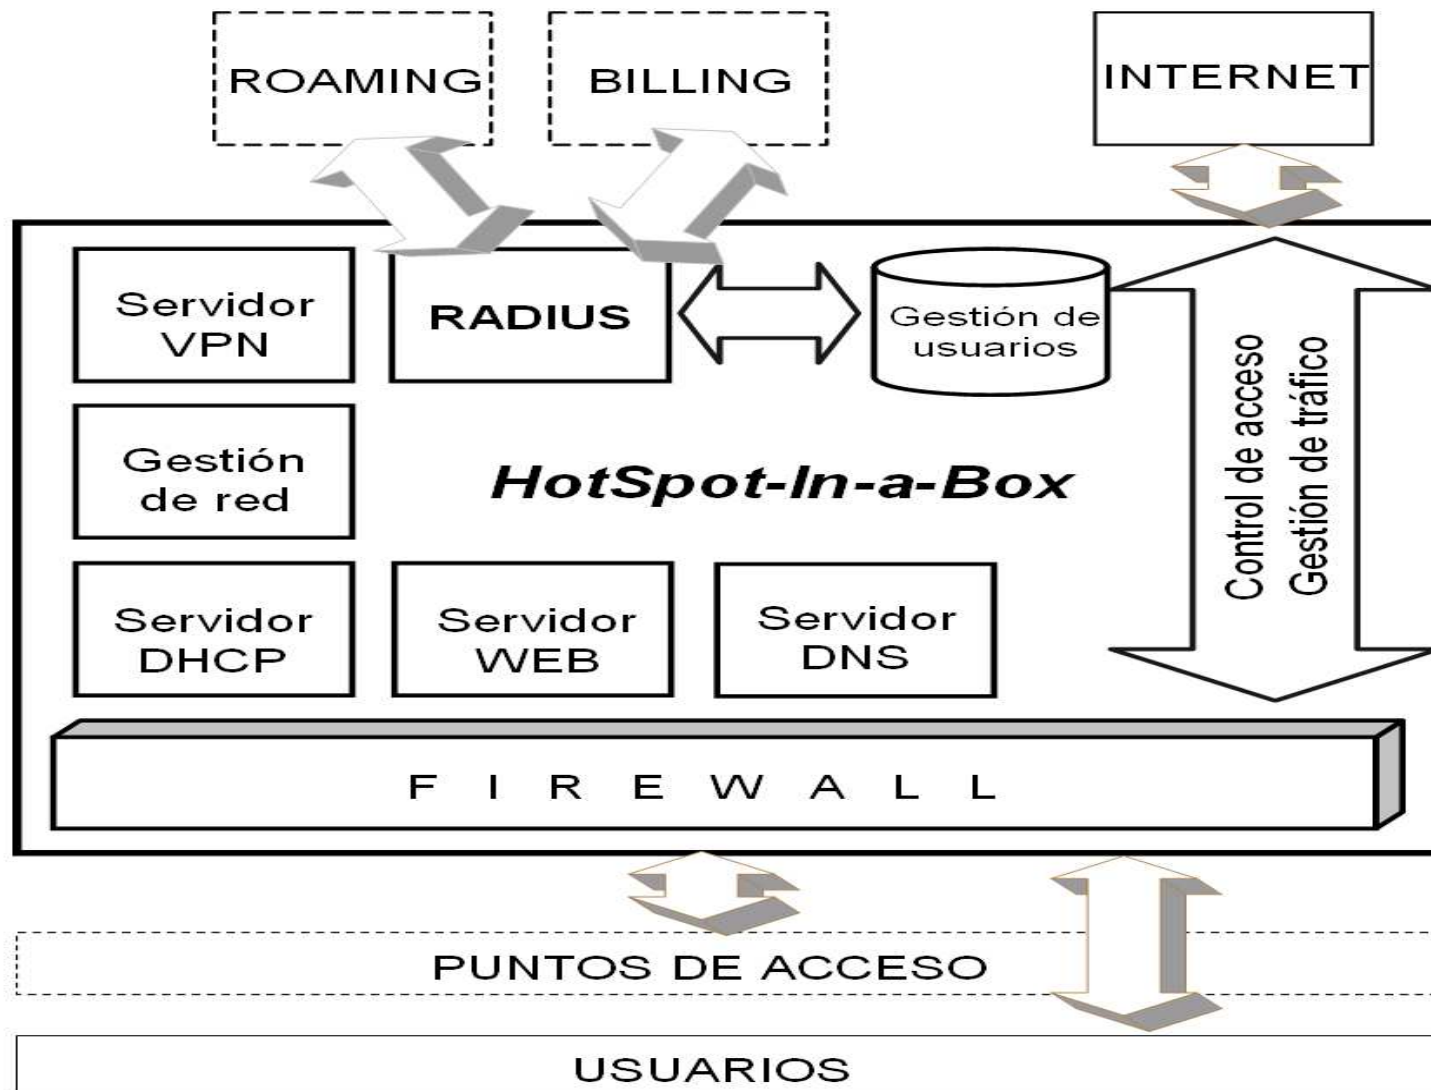 ROAMING
BILLING
INTERNET
Servidor
VPN
RADIUS
Gestión de
usuarios
Control de acceso
Gestión de tráfico
Gestión
de red
HotSpot-In-a-Box
Servidor
DHCP
Servidor
WEB
Servidor
DNS
F I R E W A L L
PUNTOS DE ACCESO
USUARIOS